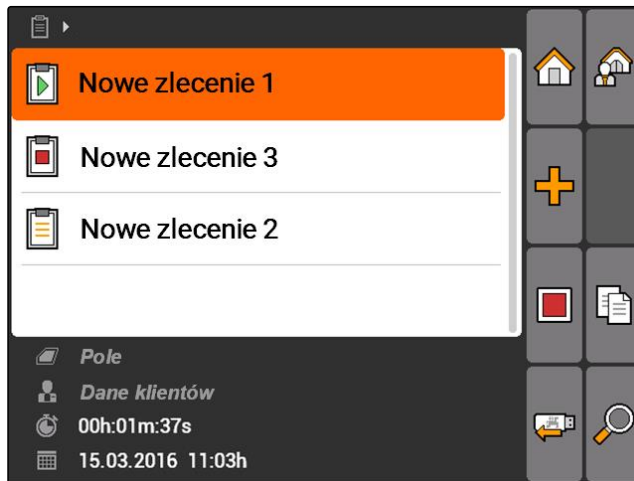 Nowe zlecenie 1
Nowe zlecenie 3
Nowe zlecenie 2
Pole
Dane klientów
00h:01m:37s
15.03.2016 11:03h